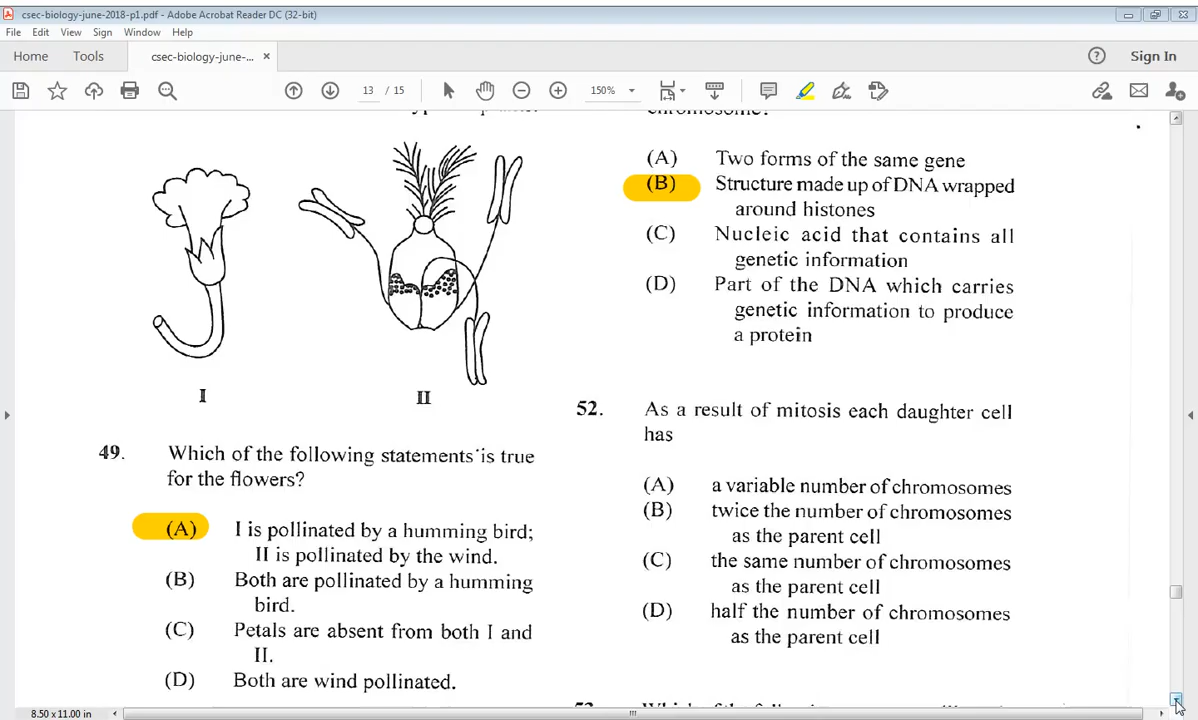 csec-biology-june-2018-p1.pdf - Adobe Acrobat Reader DC (32-bit)
File Edit View Sign Window Help
Home Tools csec-biology-june-... × Sign In
13 / 15 150%
I
II
49. Which of the following statements is true
for the flowers?
(A) I is pollinated by a humming bird;
II is pollinated by the wind.
(B) Both are pollinated by a humming
bird.
(C) Petals are absent from both I and
II.
(D) Both are wind pollinated.
chromosome?
(A) Two forms of the same gene
(B) Structure made up of DNA wrapped
around histones
(C) Nucleic acid that contains all
genetic information
(D) Part of the DNA which carries
genetic information to produce
a protein
52. As a result of mitosis each daughter cell
has
(A) a variable number of chromosomes
(B) twice the number of chromosomes
as the parent cell
(C) the same number of chromosomes
as the parent cell
(D) half the number of chromosomes
as the parent cell
8.50 x 11.00 in